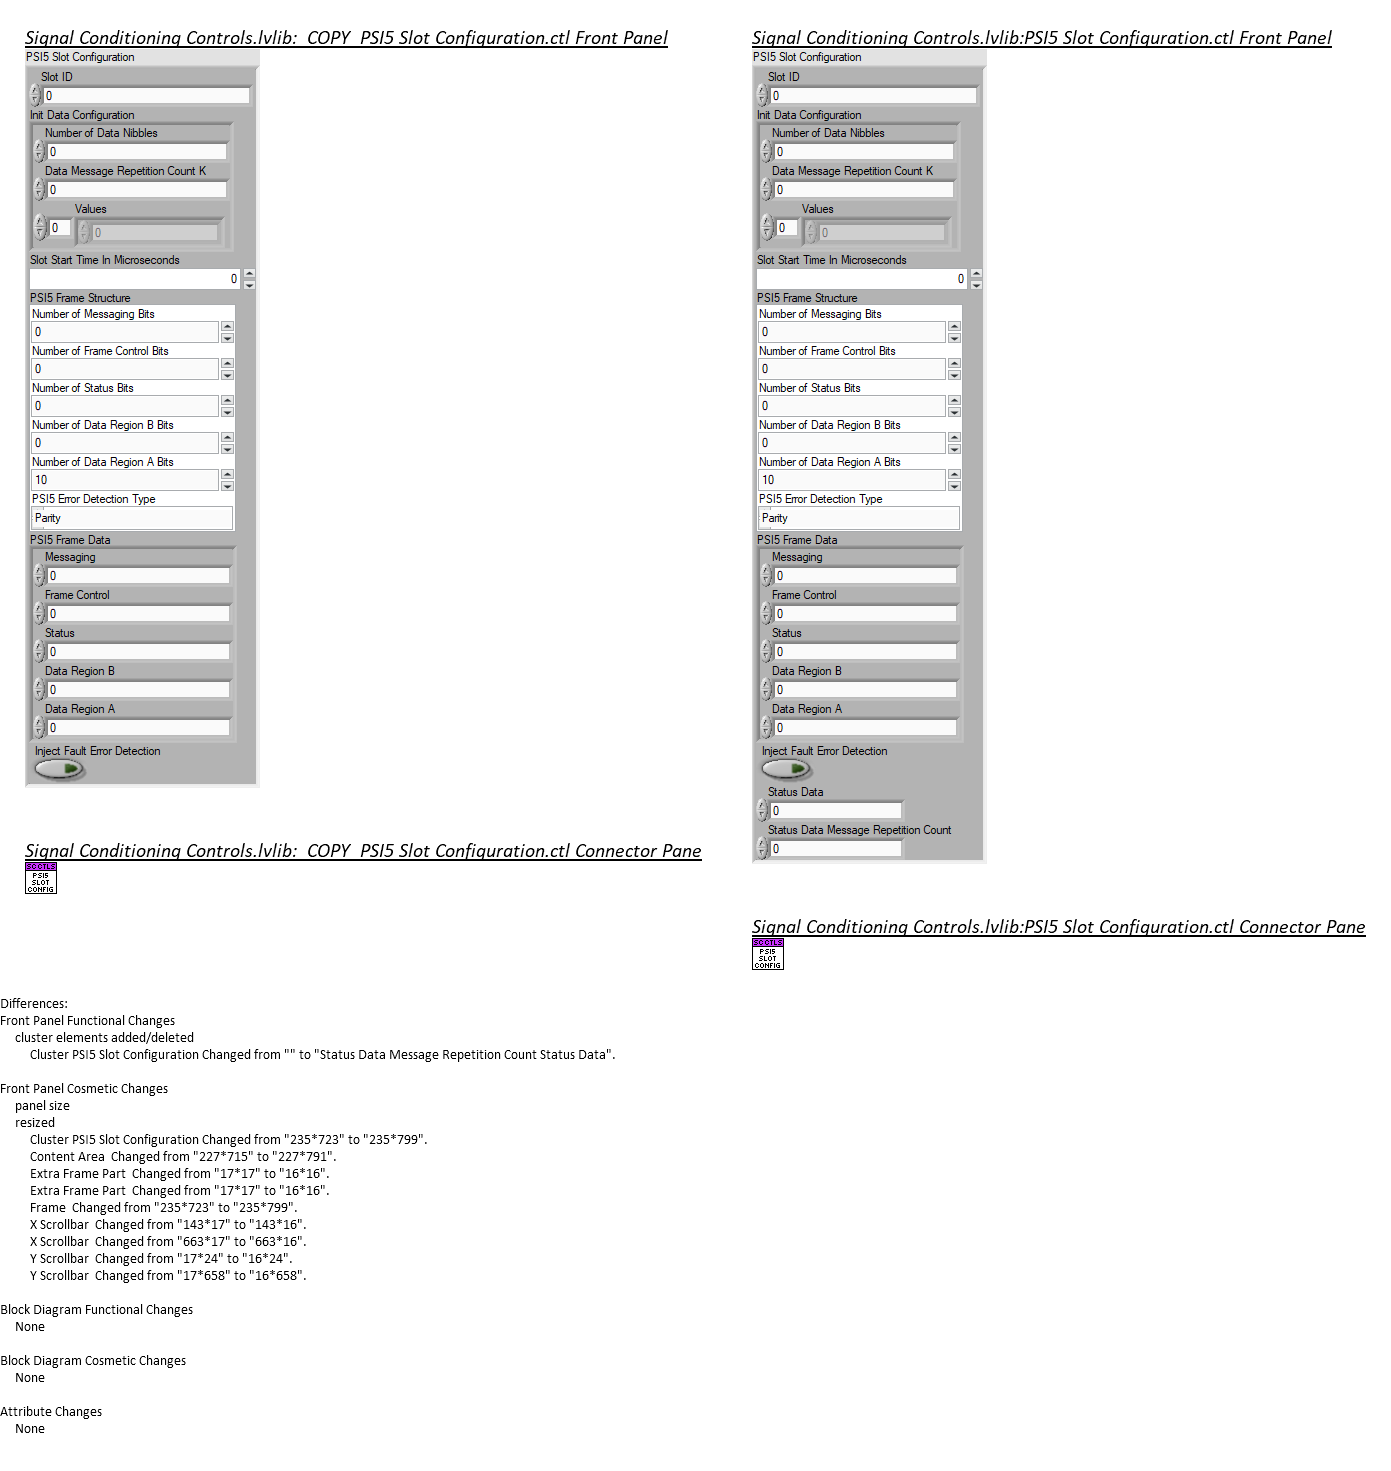 Signal Conditioning Controls.lvlib:  COPY  PSI5 Slot Configuration.ctl Front Panel
PSI5 Slot Configuration
Slot ID
0
Init Data Configuration
Number of Data Nibbles
0
Data Message Repetition Count K
0
Values
0
0
Slot Start Time In Microseconds
0
PSI5 Frame Structure
Number of Messaging Bits
0
Number of Frame Control Bits
0
Number of Status Bits
0
Number of Data Region B Bits
0
Number of Data Region A Bits
10
PSI5 Error Detection Type
Parity
PSI5 Frame Data
Messaging
0
Frame Control
0
Status
0
Data Region B
0
Data Region A
0
Inject Fault Error Detection
Signal Conditioning Controls.lvlib:  COPY  PSI5 Slot Configuration.ctl Connector Pane
SC CTLS
PSI5
SLOT
CONFIG
Signal Conditioning Controls.lvlib:PSI5 Slot Configuration.ctl Front Panel
PSI5 Slot Configuration
Slot ID
0
Init Data Configuration
Number of Data Nibbles
0
Data Message Repetition Count K
0
Values
0
0
Slot Start Time In Microseconds
0
PSI5 Frame Structure
Number of Messaging Bits
0
Number of Frame Control Bits
0
Number of Status Bits
0
Number of Data Region B Bits
0
Number of Data Region A Bits
10
PSI5 Error Detection Type
Parity
PSI5 Frame Data
Messaging
0
Frame Control
0
Status
0
Data Region B
0
Data Region A
0
Inject Fault Error Detection
Status Data
0
Status Data Message Repetition Count
0
Signal Conditioning Controls.lvlib:PSI5 Slot Configuration.ctl Connector Pane
SC CTLS
PSI5
SLOT
CONFIG
Differences:
Front Panel Functional Changes
cluster elements added/deleted
Cluster PSI5 Slot Configuration Changed from "" to "Status Data Message Repetition Count Status Data".
Front Panel Cosmetic Changes
panel size
resized
Cluster PSI5 Slot Configuration Changed from "235*723" to "235*799".
Content Area  Changed from "227*715" to "227*791".
Extra Frame Part  Changed from "17*17" to "16*16".
Extra Frame Part  Changed from "17*17" to "16*16".
Frame  Changed from "235*723" to "235*799".
X Scrollbar  Changed from "143*17" to "143*16".
X Scrollbar  Changed from "663*17" to "663*16".
Y Scrollbar  Changed from "17*24" to "16*24".
Y Scrollbar  Changed from "17*658" to "16*658".
Block Diagram Functional Changes
None
Block Diagram Cosmetic Changes
None
Attribute Changes
None